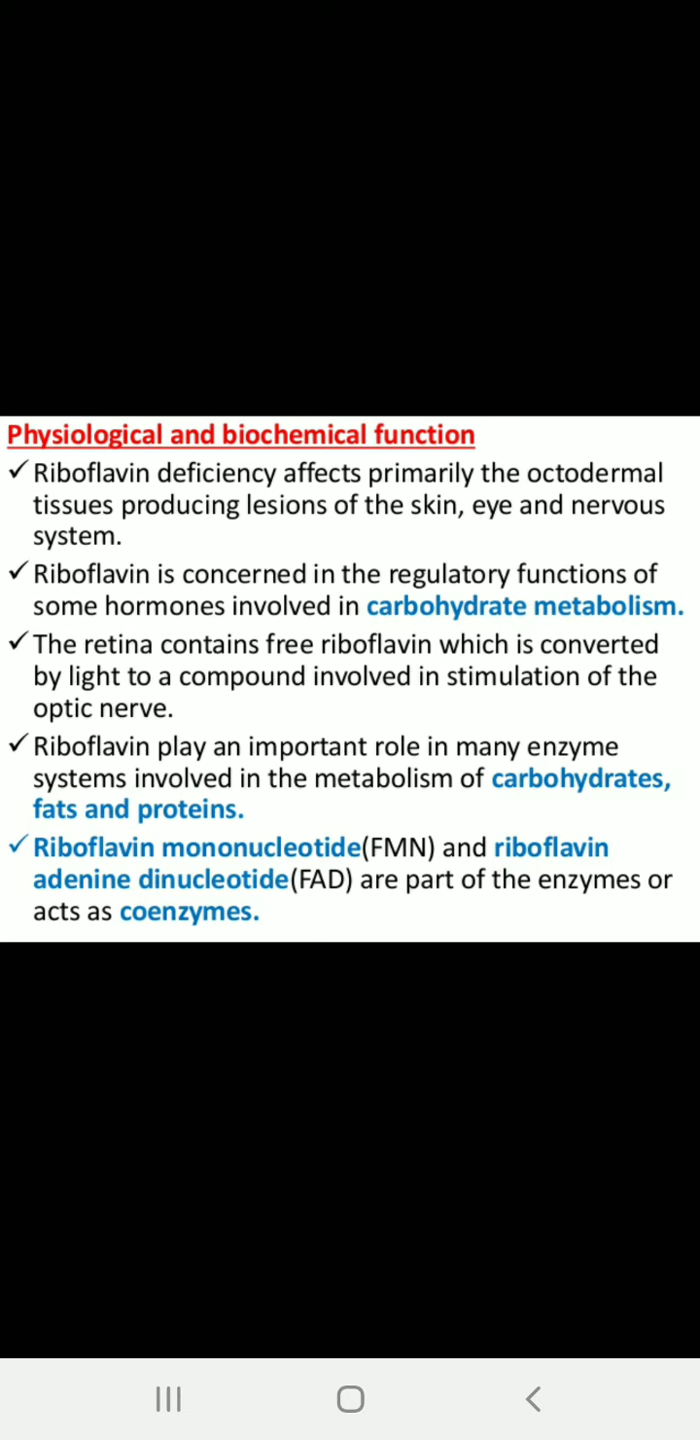 Physiological and biochemical function
✓ Riboflavin deficiency affects primarily the octodermal
tissues producing lesions of the skin, eye and nervous
system.
✓ Riboflavin is concerned in the regulatory functions of
some hormones involved in carbohydrate metabolism.
✓ The retina contains free riboflavin which is converted
by light to a compound involved in stimulation of the
optic nerve.
✓ Riboflavin play an important role in many enzyme
systems involved in the metabolism of carbohydrates,
fats and proteins.
✓ Riboflavin mononucleotide(FMN) and riboflavin
adenine dinucleotide(FAD) are part of the enzymes or
acts as coenzymes.